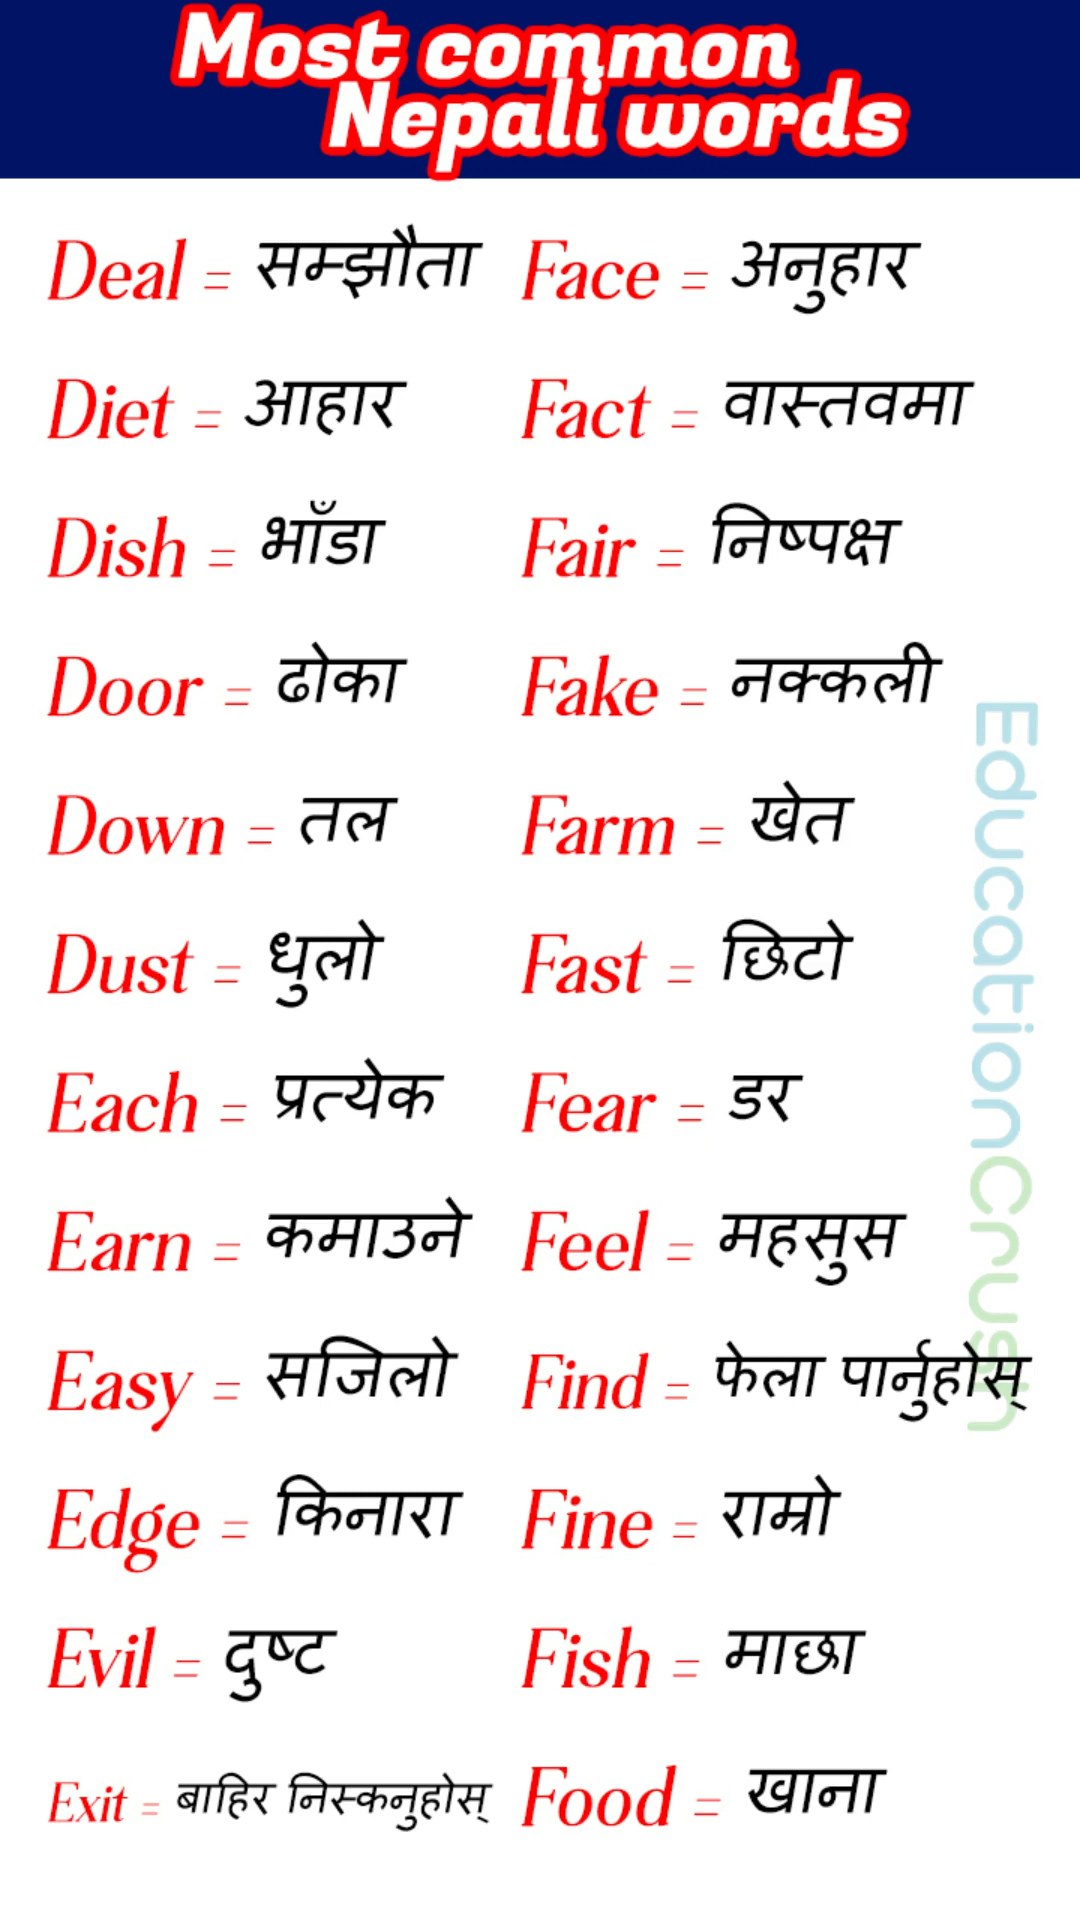 Most common
Nepali words
Deal = सम्झौता
Diet = आहार
Dish = भाँडा
Door = ढोका
Down = तल
Dust = धुलो
Each = प्रत्येक
Earn = कमाउने
Easy = सजिलो
Edge = किनारा
Evil = दुष्ट
Exit = बाहिर निस्कनुहोस्
Face = अनुहार
Fact = वास्तवमा
Fair = निष्पक्ष
Fake = नक्कली
Farm = खेत
Fast = छिटो
Fear = डर
Feel = महसुस
Find = फेला पार्नुहोस्
Fine = राम्रो
Fish = माछा
Food = खाना
EducationCrush